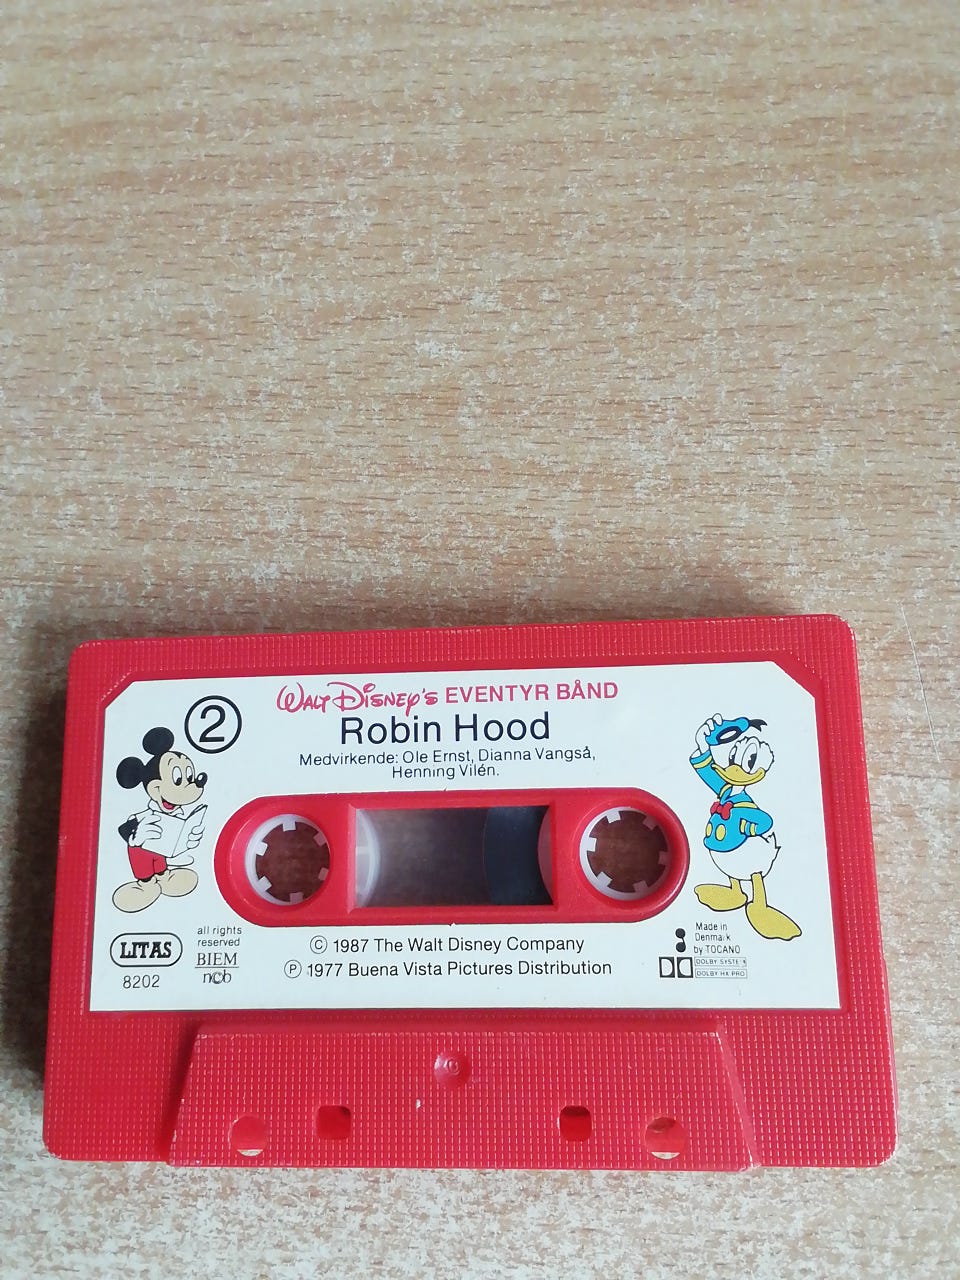 2
WALT DISNEY'S EVENTYR BÅND
Robin Hood
Medvirkende: Ole Ernst, Dianna Vangså,
Henning Vilén.
LITAS
8202
all rights
reserved
BIEM
n©b
© 1987 The Walt Disney Company
Ⓟ 1977 Buena Vista Pictures Distribution
Made in
Denmark
by TOCANO
DOLBY SYSTEM
DOLBY HX PRO